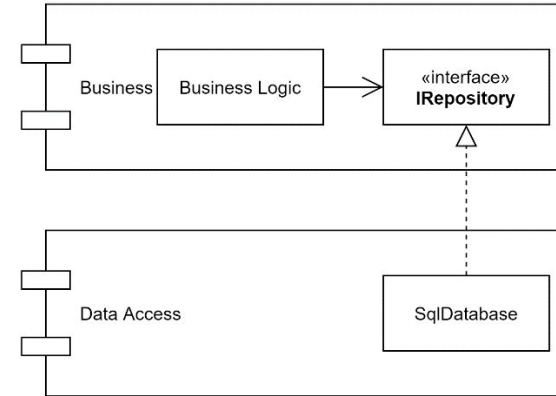 Business
Business Logic
«interface»
IRepository
Data Access
SqlDatabase